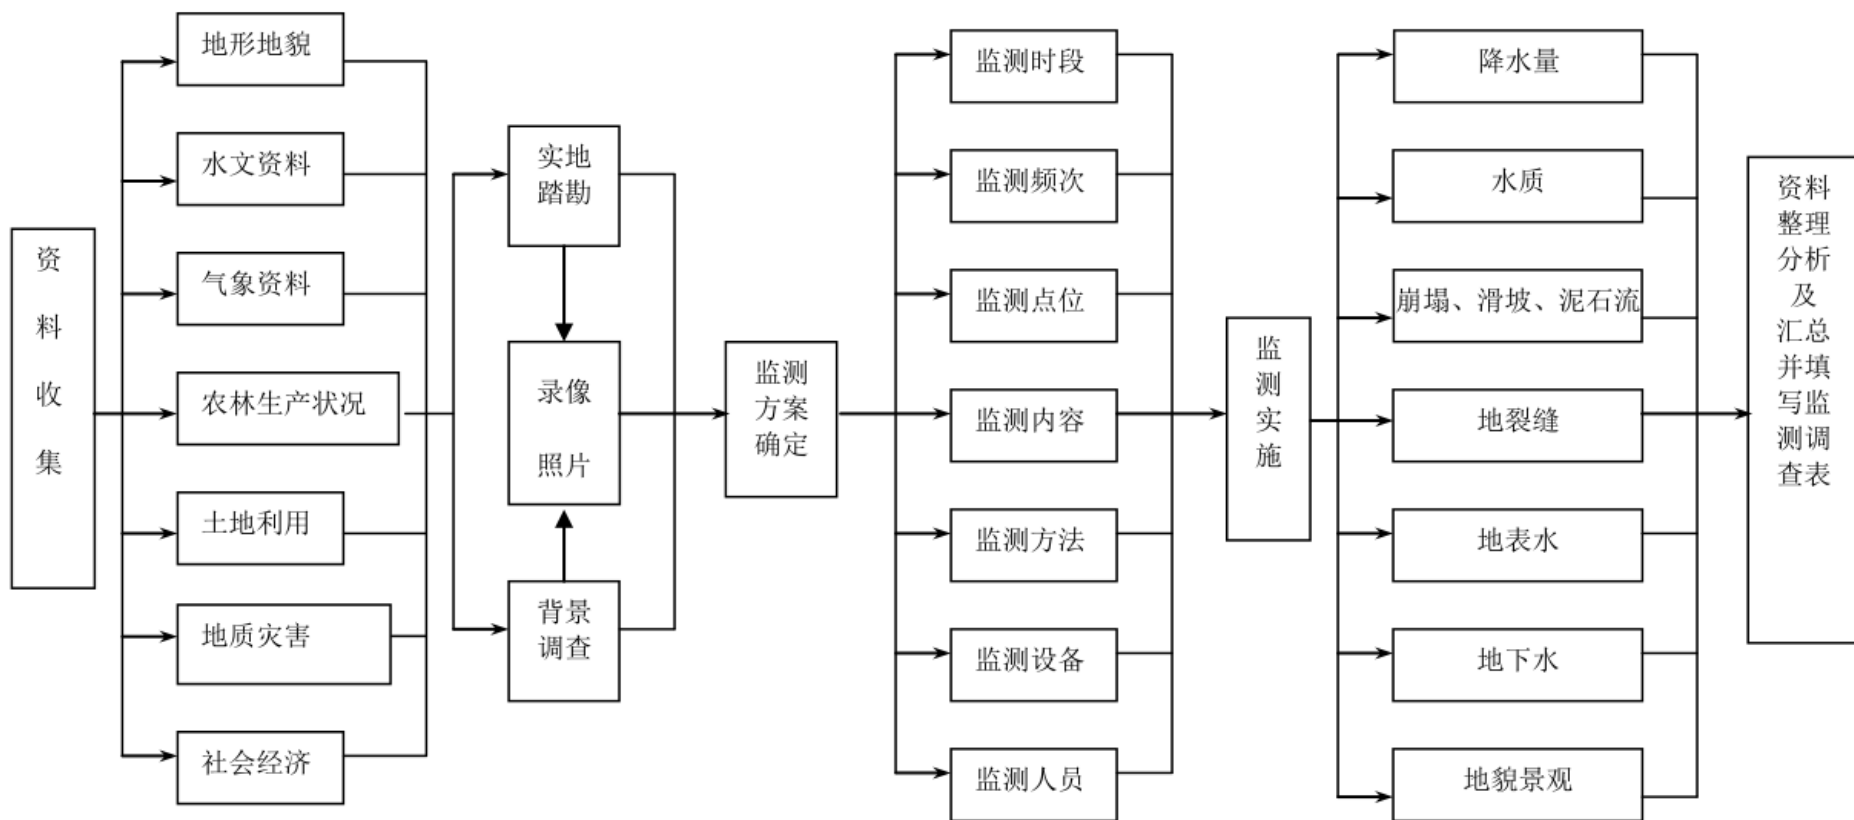 资
料
收
集
地形地貌
水文资料
气象资料
农林生产状况
土地利用
地质灾害
社会经济
实地
踏勘
录像
照片
背景
调查
监测
方案
确定
监测时段
监测频次
监测点位
监测内容
监测方法
监测设备
监测人员
监
测
实
施
降水量
水质
崩塌、滑坡、泥石流
地裂缝
地表水
地下水
地貌景观
资料
整理
分析
及
汇总
并填
写监
测调
查表